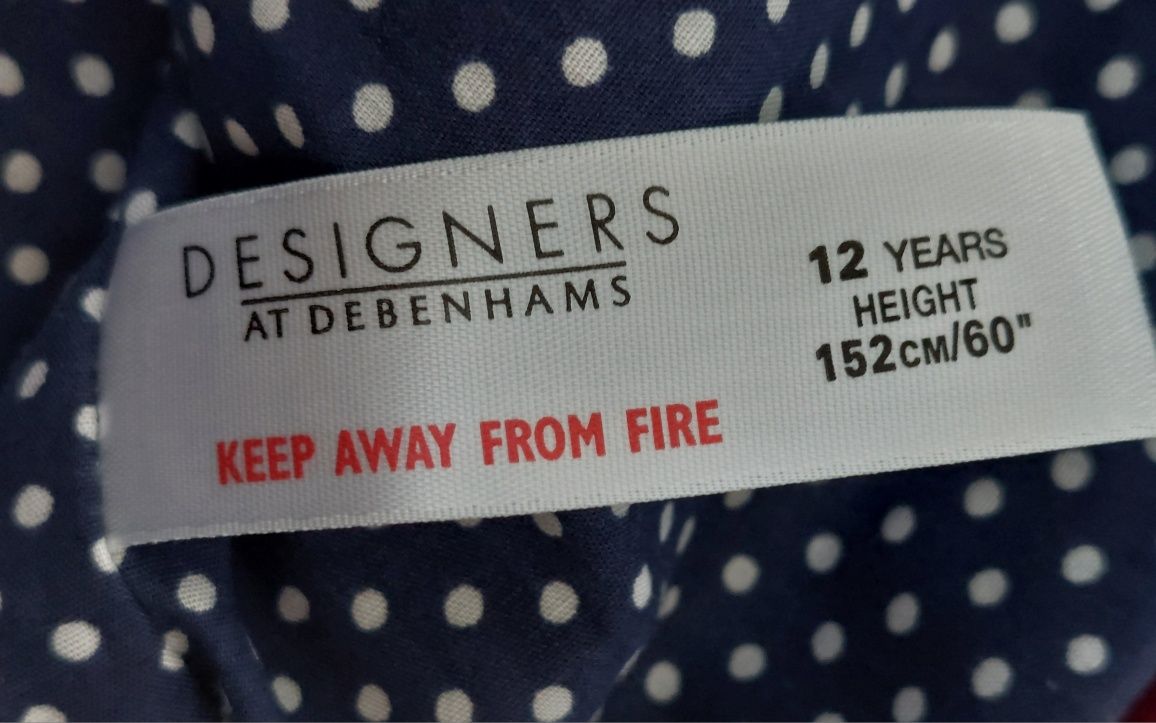 DESIGNERS
AT DEBENHAMS
KEEP AWAY FROM FIRE
12 YEARS
HEIGHT
152CM/60"